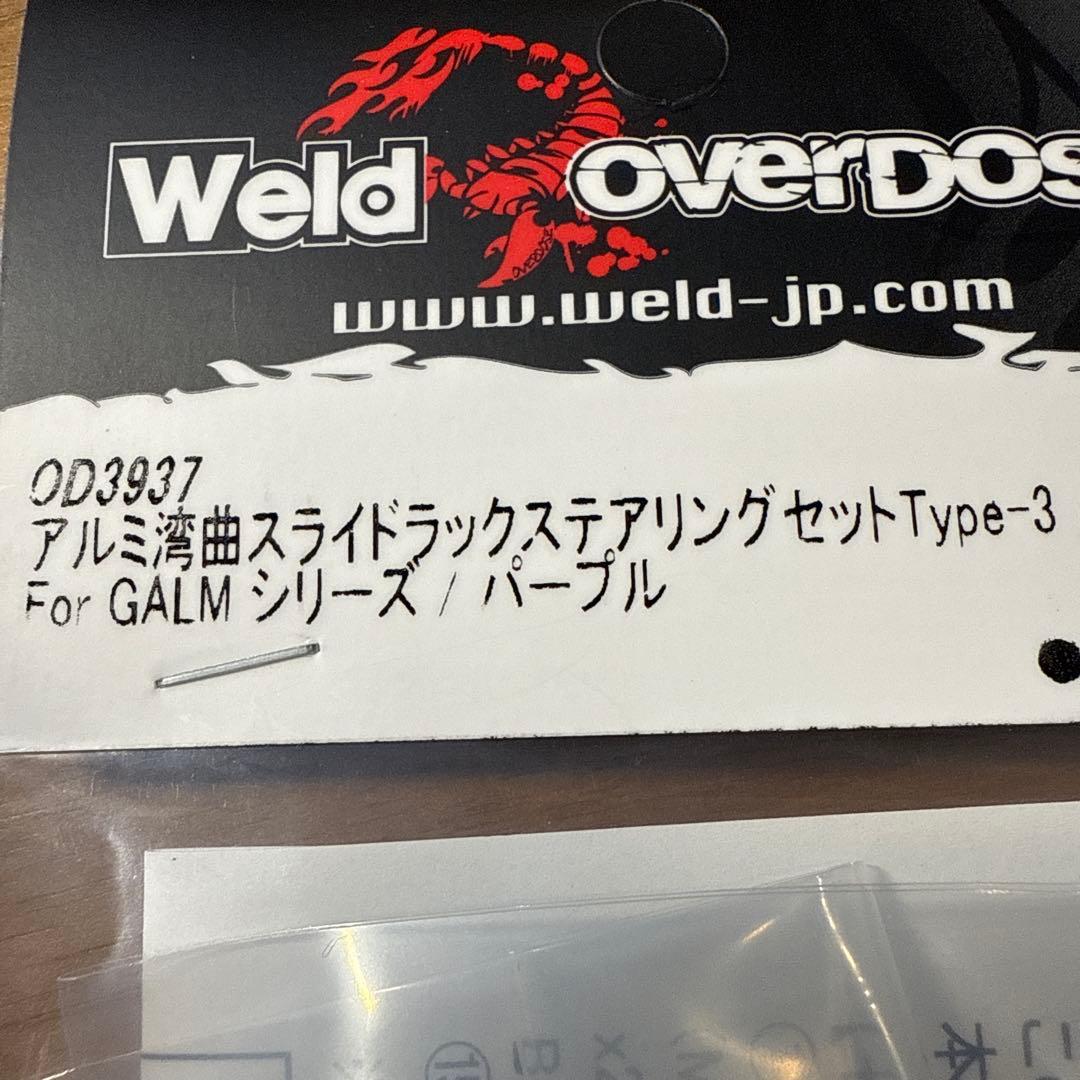 Weld OVERDOS
www.weld-jp.com
OD3937
アルミ湾曲スライドラックステアリングセットType-3
For GALM シリーズ / パープル